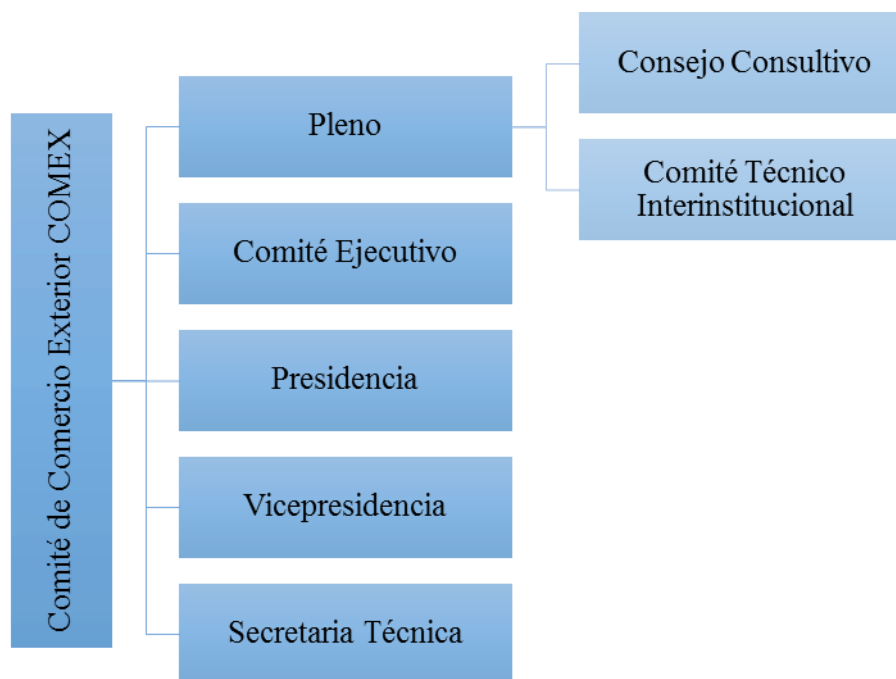 Comité de Comercio Exterior COMEX
Pleno
Consejo Consultivo
Comité Técnico
Interinstitucional
Comité Ejecutivo
Presidencia
Vicepresidencia
Secretaria Técnica